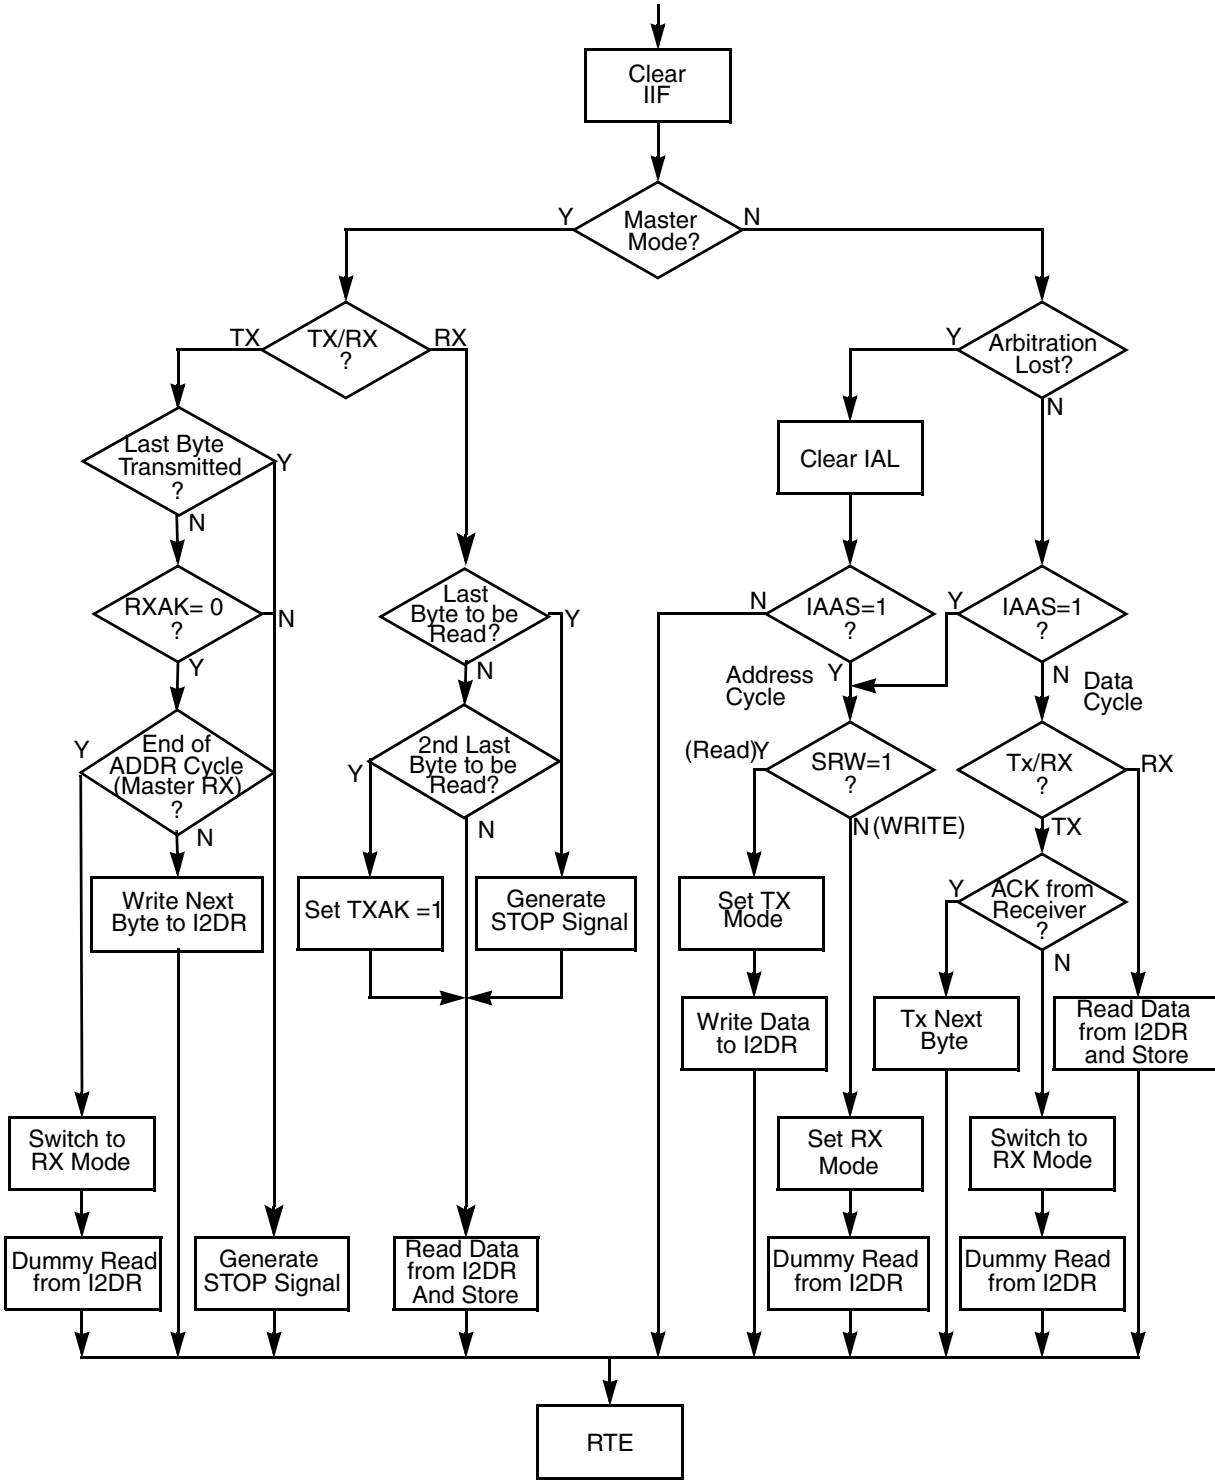 Clear
IIF
Master
Mode?
Y
N
TX/RX
?
TX
RX
Arbitration
Lost?
Y
N
Last Byte
Transmitted
?
Y
N
Clear IAL
RXAK= 0
?
N
Y
Last
Byte to be
Read?
Y
N
IAAS=1
?
N
Y
IAAS=1
?
Y
N
Address
Cycle
Data
Cycle
End of
ADDR Cycle
(Master RX)
?
Y
N
2nd Last
Byte to be
Read?
Y
N
SRW=1
?
(Read)Y
N (WRITE)
Tx/RX
?
RX
TX
Write Next
Byte to I2DR
Set TXAK =1
Generate
STOP Signal
Set TX
Mode
ACK from
Receiver
?
Y
N
Write Data
to I2DR
Tx Next
Byte
Read Data
from I2DR
and Store
Switch to
RX Mode
Set RX
Mode
Switch to
RX Mode
Dummy Read
from I2DR
Generate
STOP Signal
Read Data
from I2DR
And Store
Dummy Read
from I2DR
Dummy Read
from I2DR
RTE